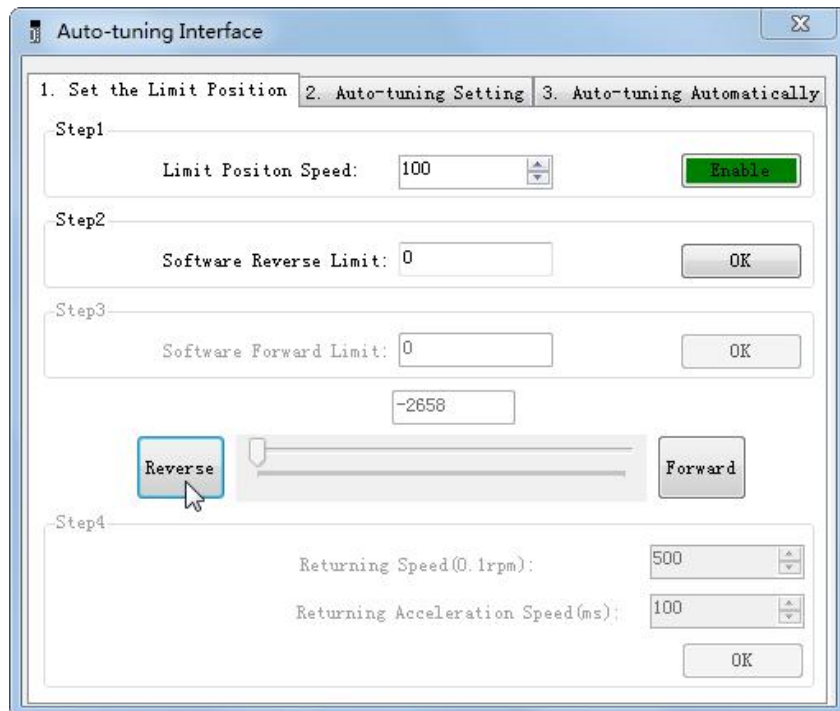 Auto-tuning Interface
1. Set the Limit Position 2. Auto-tuning Setting 3. Auto-tuning Automatically
Step1
Limit Positon Speed: 100 Enable
Step2
Software Reverse Limit: 0 OK
Step3
Software Forward Limit: 0 OK
-2658
Reverse Forward
Step4
Returning Speed(0.1rpm): 500
Returning Acceleration Speed(ms): 100
OK